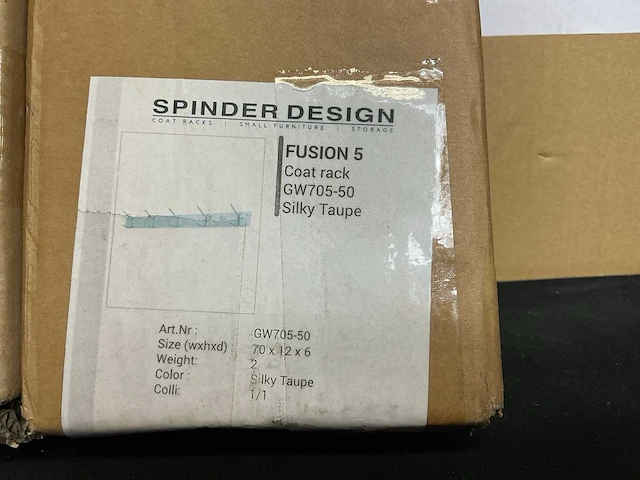 SPINDER DESIGN
COAT RACKS | SMALL FURNITURE | STORAGE
FUSION 5
Coat rack
GW705-50
Silky Taupe
Art.Nr : GW705-50
Size (wxhxd) : 70 x 12 x 6
Weight: 2
Color : Silky Taupe
Colli: 1/1